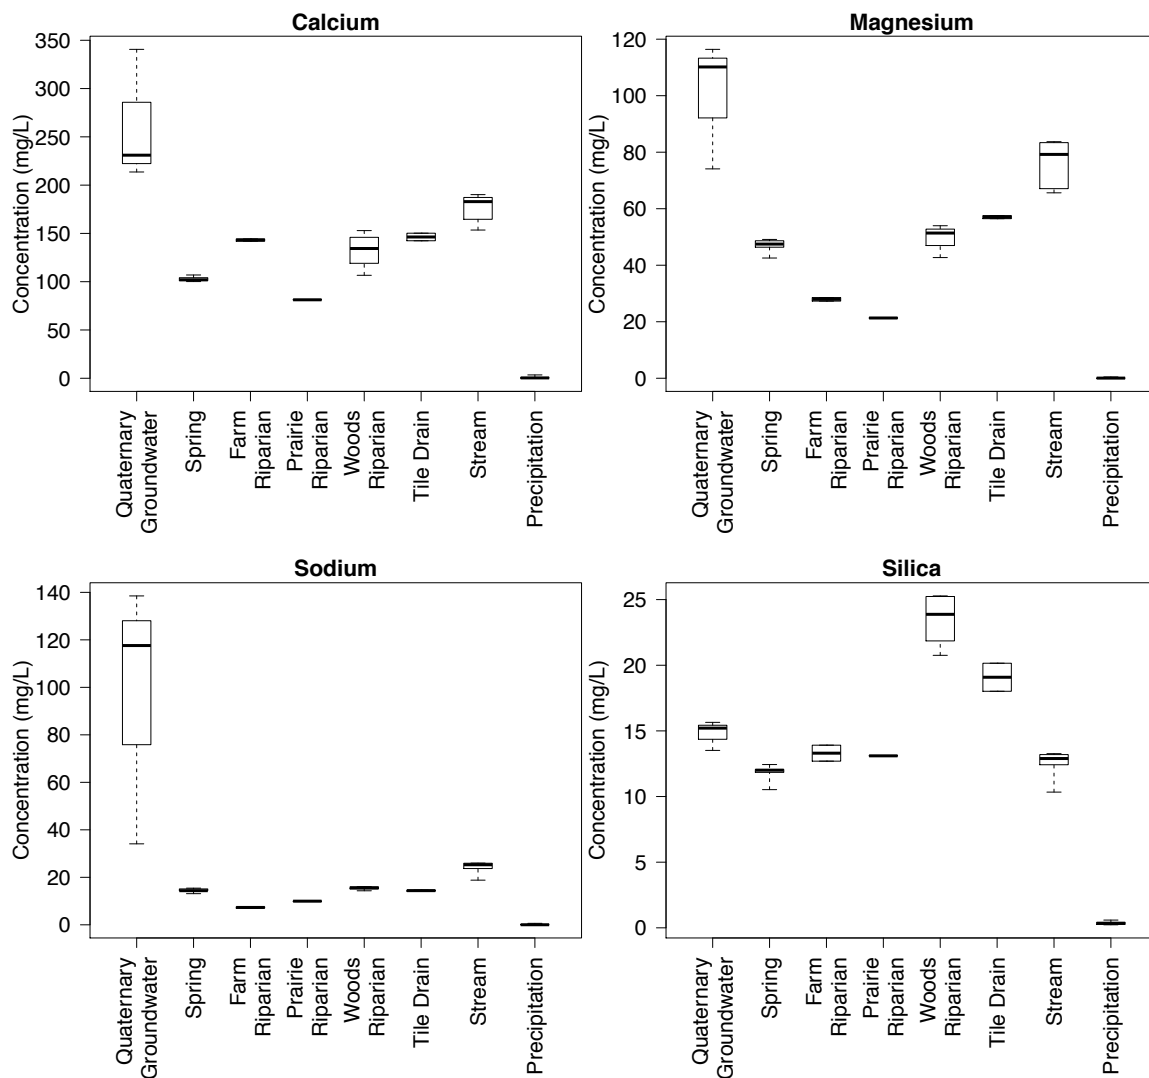 Calcium
Concentration (mg/L)
350
300
250
200
150
100
50
0
Quaternary
Groundwater
Spring
Farm
Riparian
Prairie
Riparian
Woods
Riparian
Tile Drain
Stream
Precipitation
Magnesium
Concentration (mg/L)
120
100
80
60
40
20
0
Quaternary
Groundwater
Spring
Farm
Riparian
Prairie
Riparian
Woods
Riparian
Tile Drain
Stream
Precipitation
Sodium
Concentration (mg/L)
140
120
100
80
60
40
20
0
Quaternary
Groundwater
Spring
Farm
Riparian
Prairie
Riparian
Woods
Riparian
Tile Drain
Stream
Precipitation
Silica
Concentration (mg/L)
25
20
15
10
5
0
Quaternary
Groundwater
Spring
Farm
Riparian
Prairie
Riparian
Woods
Riparian
Tile Drain
Stream
Precipitation